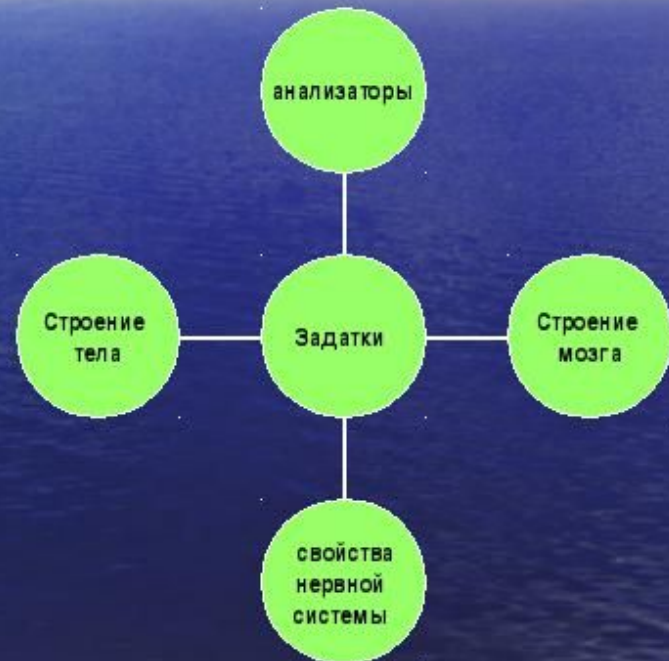 анализаторы
Строение
тела
Задатки
Строение
мозга
свойства
нервной
системы